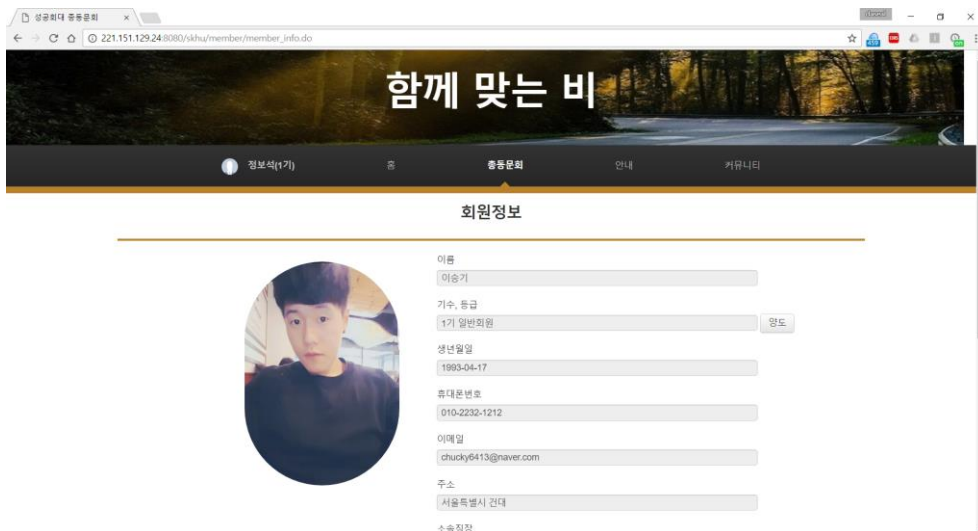 성공회대 총동문회
221.151.129.24:8080/skhu/member/member_info.do
함께 맞는 비
정보석(1기) 홈 총동문회 안내 커뮤니티
회원정보
이름
이승기
기수, 등급
1기 일반회원 양도
생년월일
1993-04-17
휴대폰번호
010-2232-1212
이메일
chucky6413@naver.com
주소
서울특별시 건대
소속직장